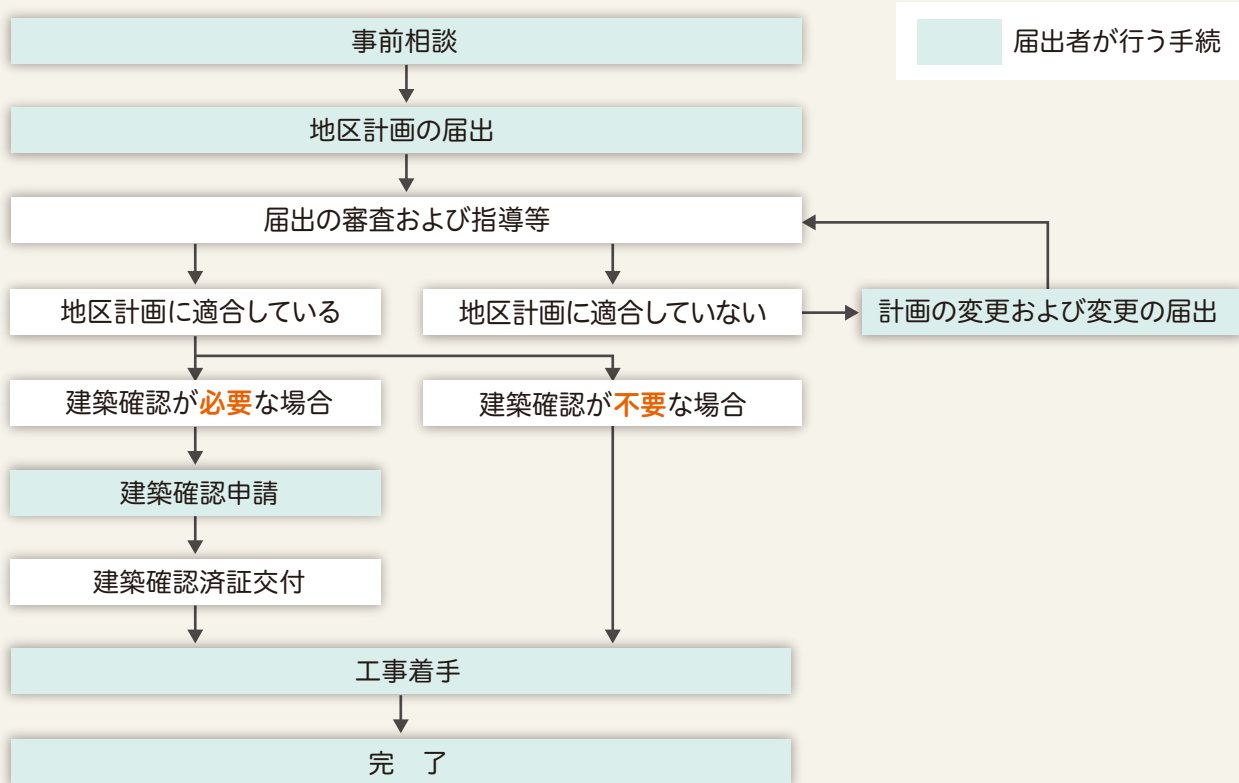 事前相談
届出者が行う手続
地区計画の届出
届出の審査および指導等
地区計画に適合している
地区計画に適合していない
計画の変更および変更の届出
建築確認が必要な場合
建築確認が不要な場合
建築確認申請
建築確認済証交付
工事着手
完　了